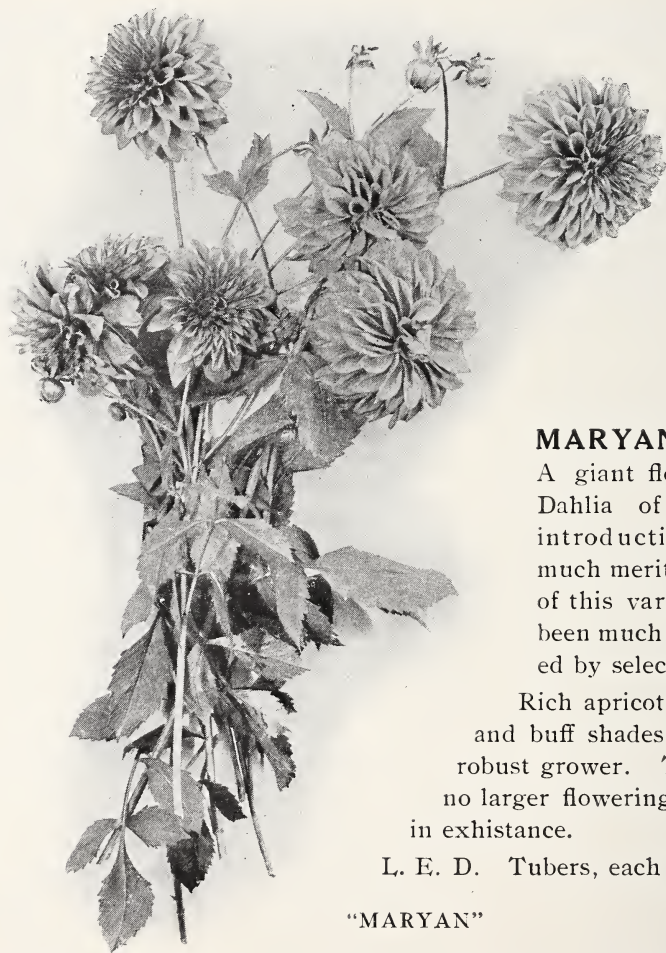 MARYAN
A giant flo
Dahlia of
introducti
much merit
of this var
been much
ed by selec
Rich apricot
and buff shades
robust grower.
no larger flowering
in exhistance.
L. E. D. Tubers, each
"MARYAN"